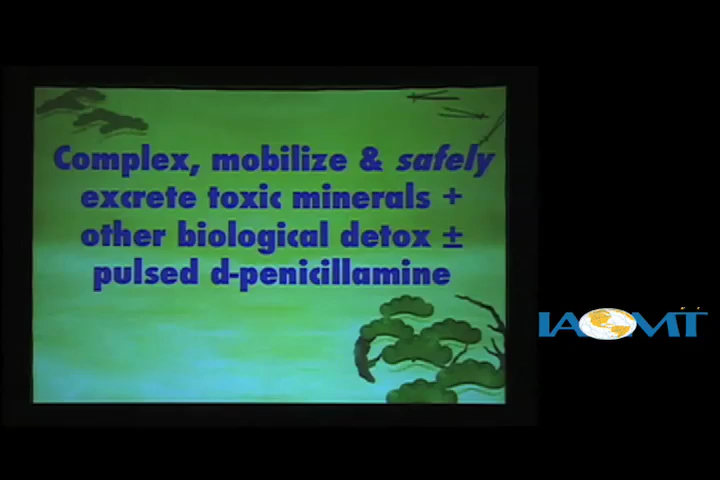 Complex, mobilize & safely
excrete toxic minerals +
other biological detox ±
pulsed d-penicillamine
IAOMT